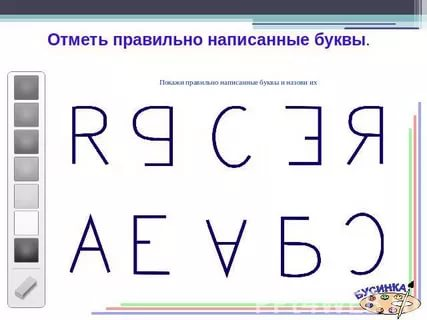 Отметь правильно написанные буквы.
Покажи правильно написанные буквы и назови их
R С Ǝ Я
А Е Ɐ Б Ɔ
БУСИНКА